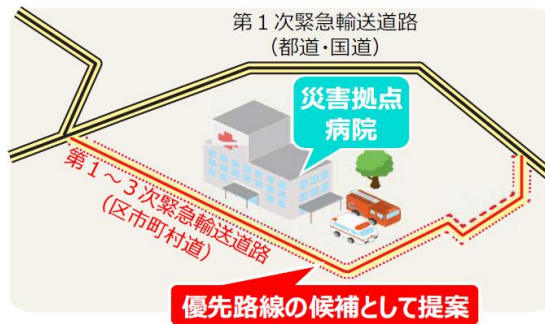 第1次緊急輸送道路
（都道・国道）
災害拠点
病院
第1～3次緊急輸送道路
(区市町村道)
優先路線の候補として提案